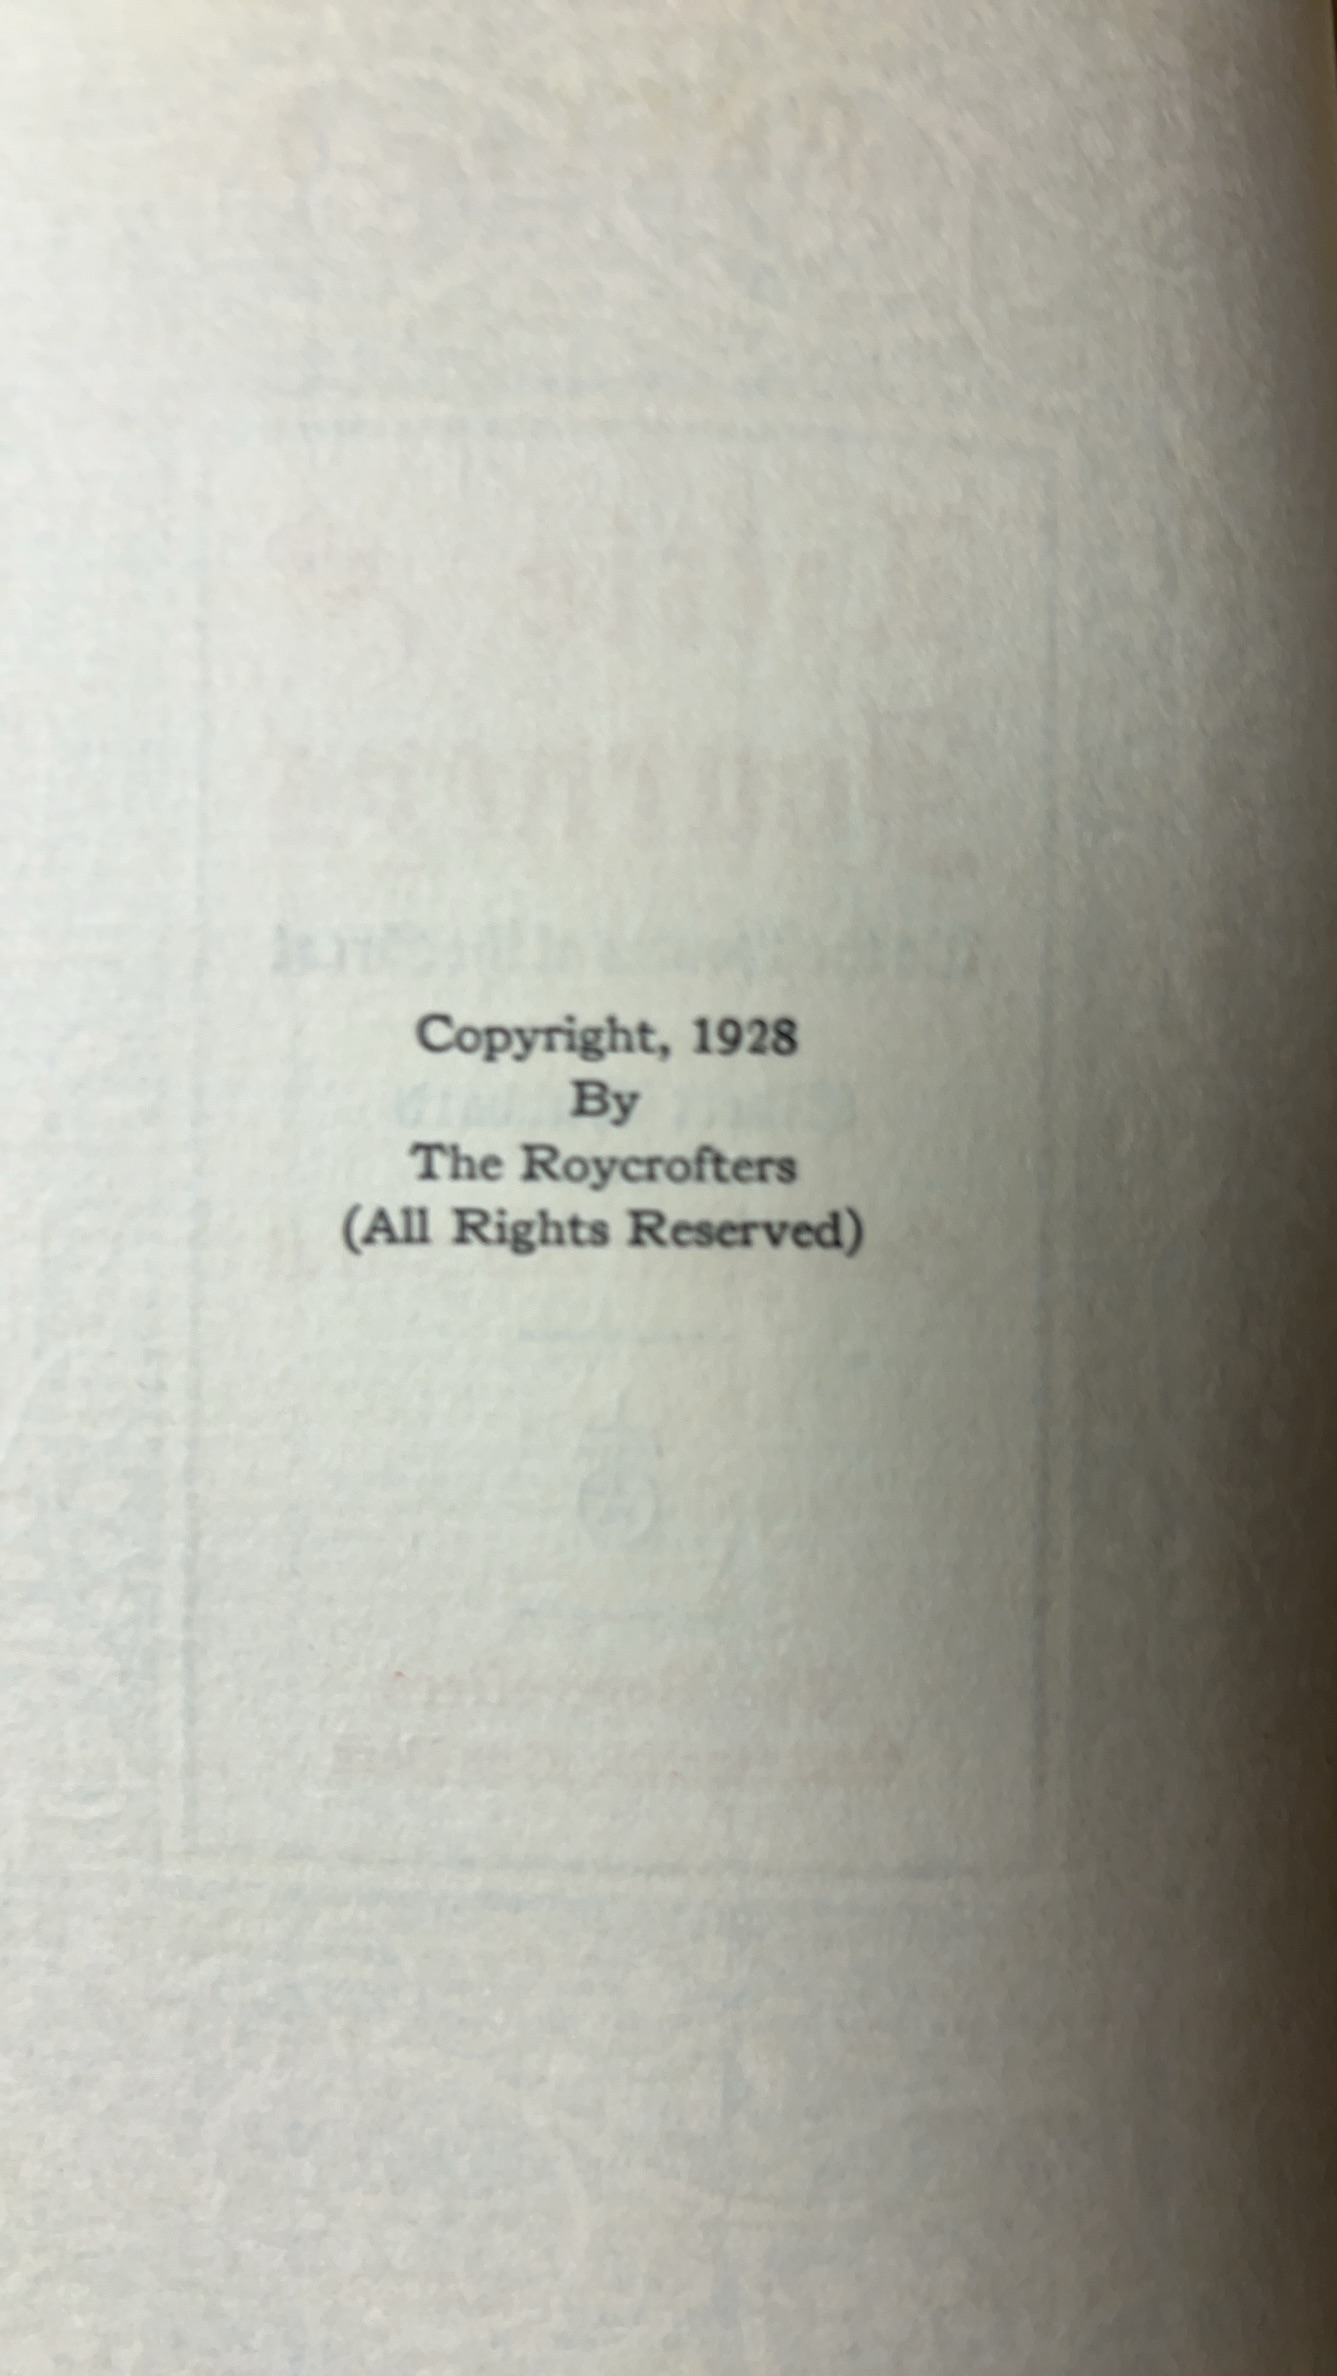 Copyright, 1928
By
The Roycrofters
(All Rights Reserved)